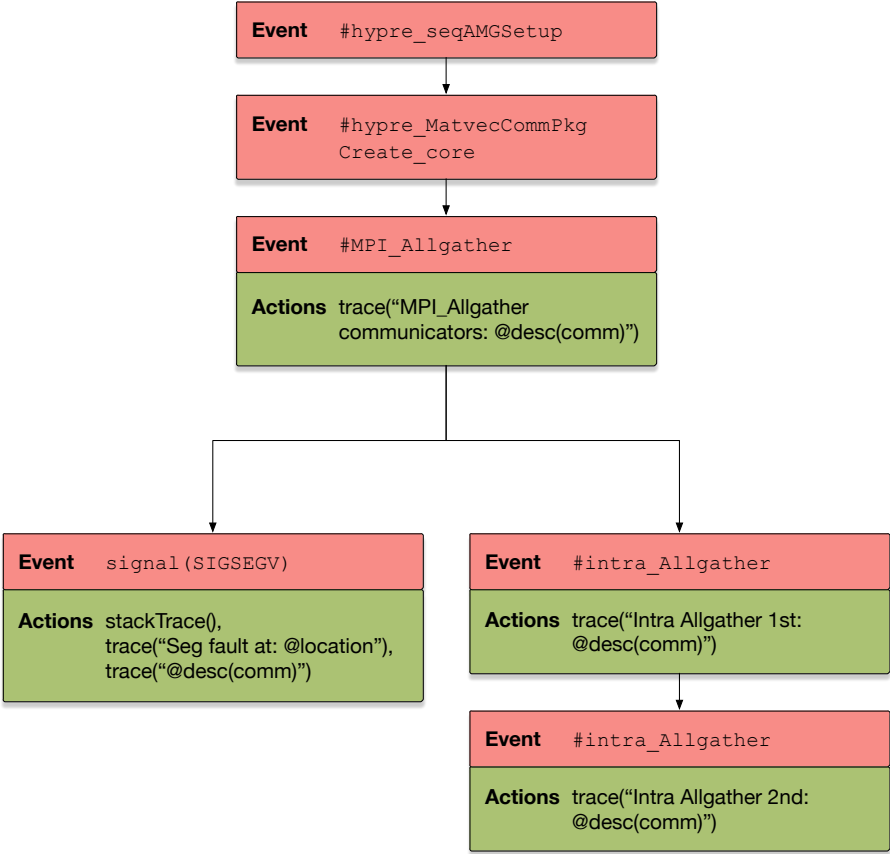 Event #hypre_seqAMGSetup
Event #hypre_MatvecCommPkg
Create_core
Event #MPI_Allgather
Actions trace(“MPI_Allgather
communicators: @desc(comm)”)
Event signal(SIGSEGV)
Actions stackTrace(),
trace(“Seg fault at: @location”),
trace(“@desc(comm)”)
Event #intra_Allgather
Actions trace(“Intra Allgather 1st:
@desc(comm)”)
Event #intra_Allgather
Actions trace(“Intra Allgather 2nd:
@desc(comm)”)